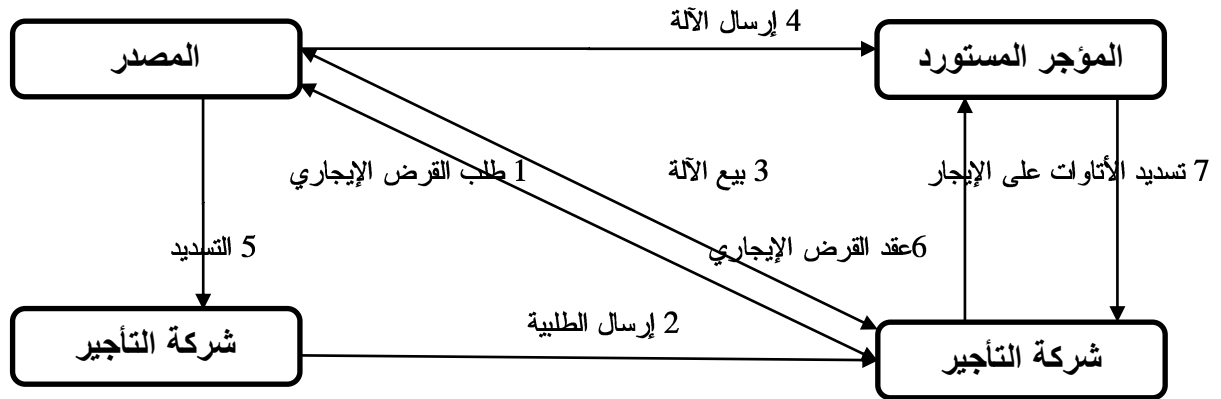 4 إرسال الآلة
المؤجر المستورد
المصدر
7 تسديد الأتاوات على الإيجار
3 بيع الآلة
1 طلب القرض الإيجاري
6عقد القرض الإيجاري
5 التسديد
2 إرسال الطلبية
شركة التأجير
شركة التأجير